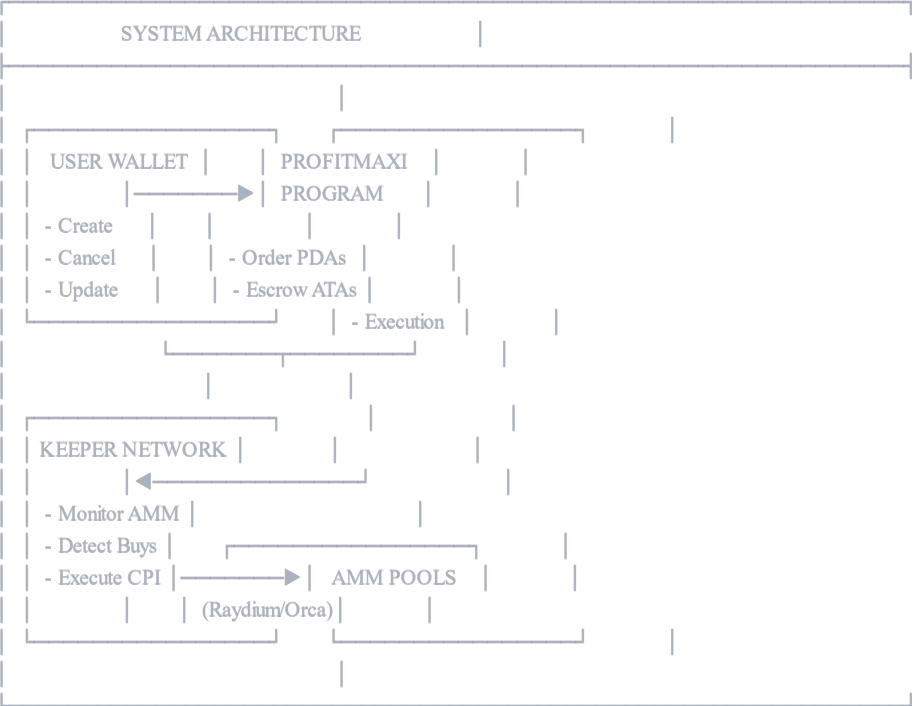 SYSTEM ARCHITECTURE
USER WALLET PROFITMAXI
PROGRAM
- Create
- Cancel - Order PDAs
- Update - Escrow ATAs
- Execution
KEEPER NETWORK
- Monitor AMM
- Detect Buys
- Execute CPI AMM POOLS
(Raydium/Orca)